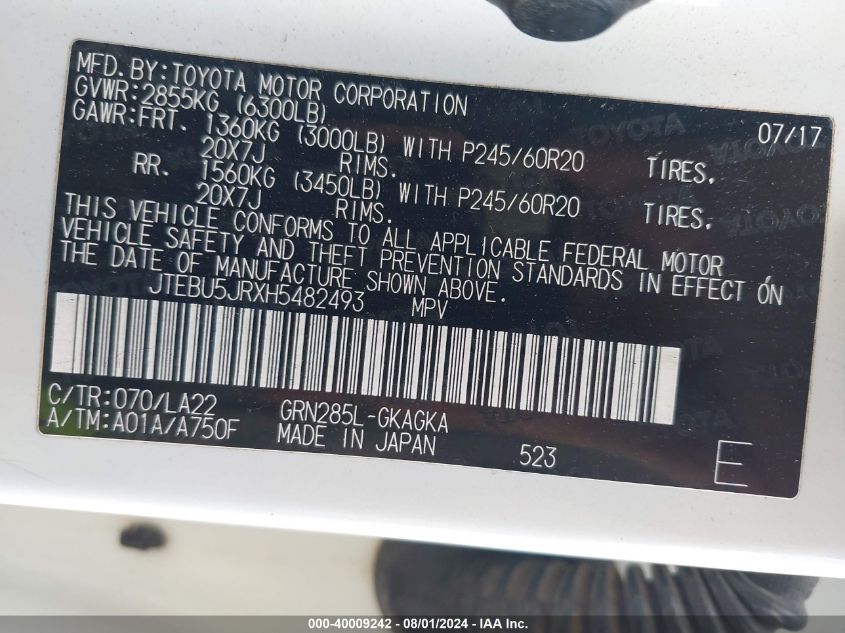 MFD. BY: TOYOTA MOTOR CORPORATION 07/17
GVWR: 2855KG (6300LB)
GAWR: FRT. 1360KG (3000LB) WITH P245/60R20 TIRES.
20X7J RIMS.
RR. 1560KG (3450LB) WITH P245/60R20 TIRES.
20X7J RIMS.
THIS VEHICLE CONFORMS TO ALL APPLICABLE FEDERAL MOTOR
VEHICLE SAFETY AND THEFT PREVENTION STANDARDS IN EFFECT ON
THE DATE OF MANUFACTURE SHOWN ABOVE.
JTEBU5JRXH5482493 MPV
C/TR: 070/LA22 GRN285L-GKAGKA
A/TM: A01A/A750F MADE IN JAPAN 523 E
000-40009242 - 08/01/2024 - IAA Inc.